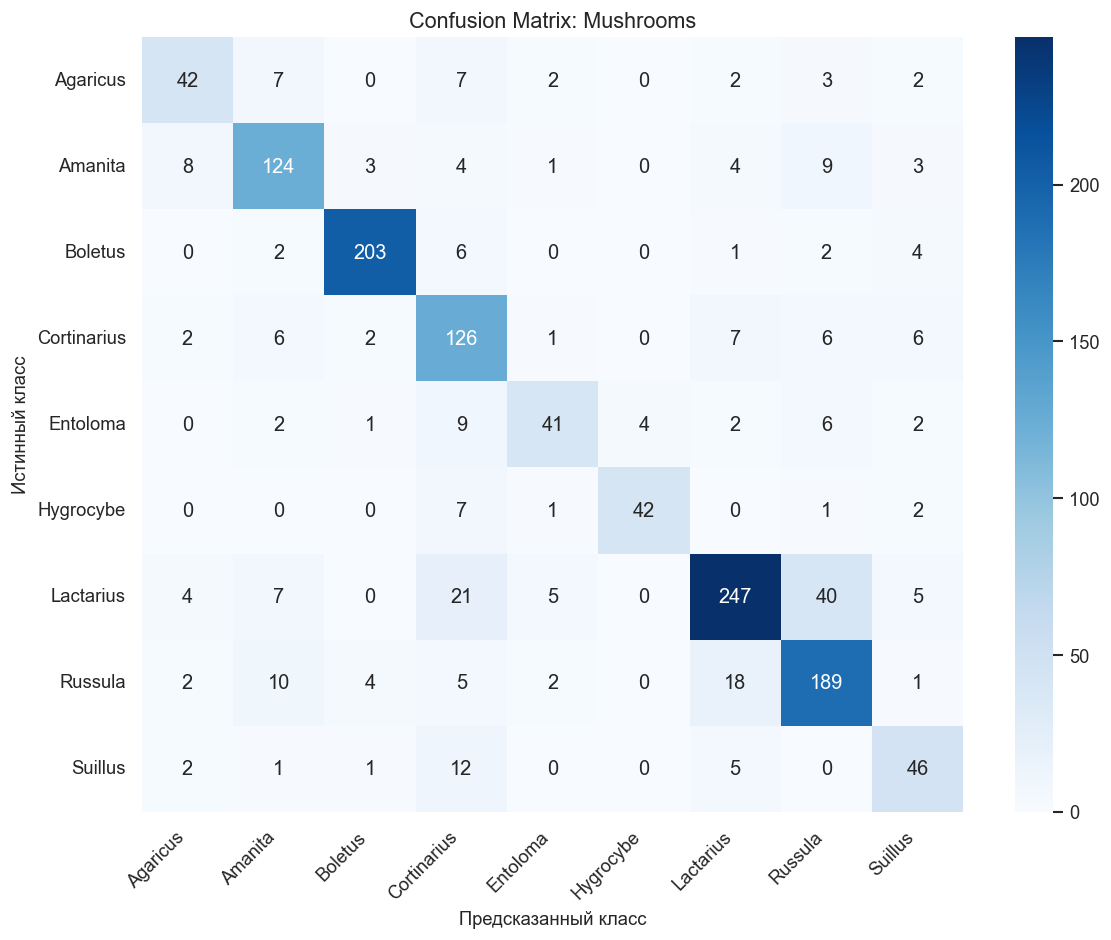 Confusion Matrix: Mushrooms
Agaricus 42 7 0 7 2 0 2 3 2
Amanita 8 124 3 4 1 0 4 9 3
Boletus 0 2 203 6 0 0 1 2 4
Cortinarius 2 6 2 126 1 0 7 6 6
Entoloma 0 2 1 9 41 4 2 6 2
Hygrocybe 0 0 0 7 1 42 0 1 2
Lactarius 4 7 0 21 5 0 247 40 5
Russula 2 10 4 5 2 0 18 189 1
Suillus 2 1 1 12 0 0 5 0 46
Agaricus Amanita Boletus Cortinarius Entoloma Hygrocybe Lactarius Russula Suillus
Предсказанный класс
Истинный класс
200
150
100
50
0